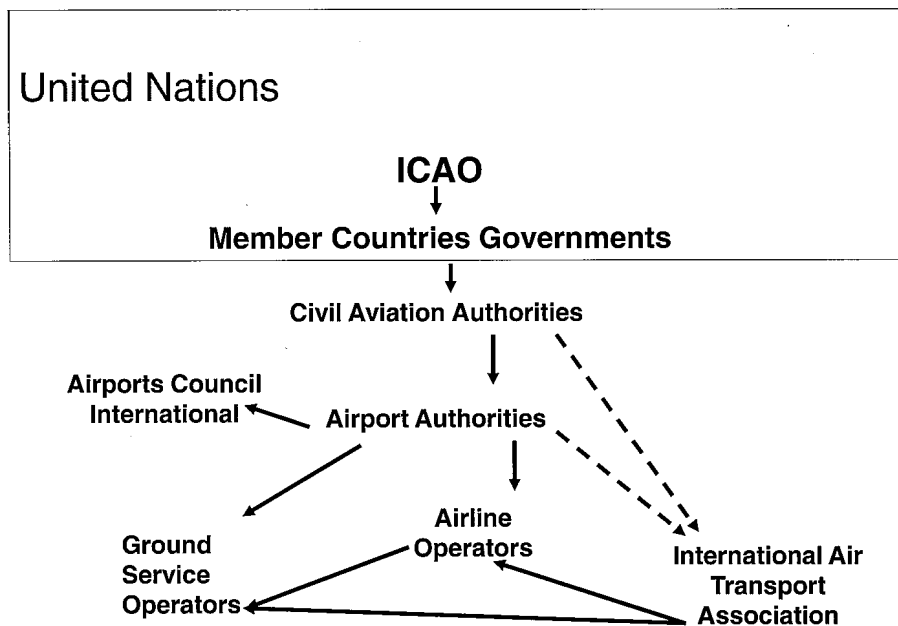 United Nations
ICAO
Member Countries Governments
Civil Aviation Authorities
Airports Council
International
Airport Authorities
Airline
Operators
Ground
Service
Operators
International Air
Transport
Association